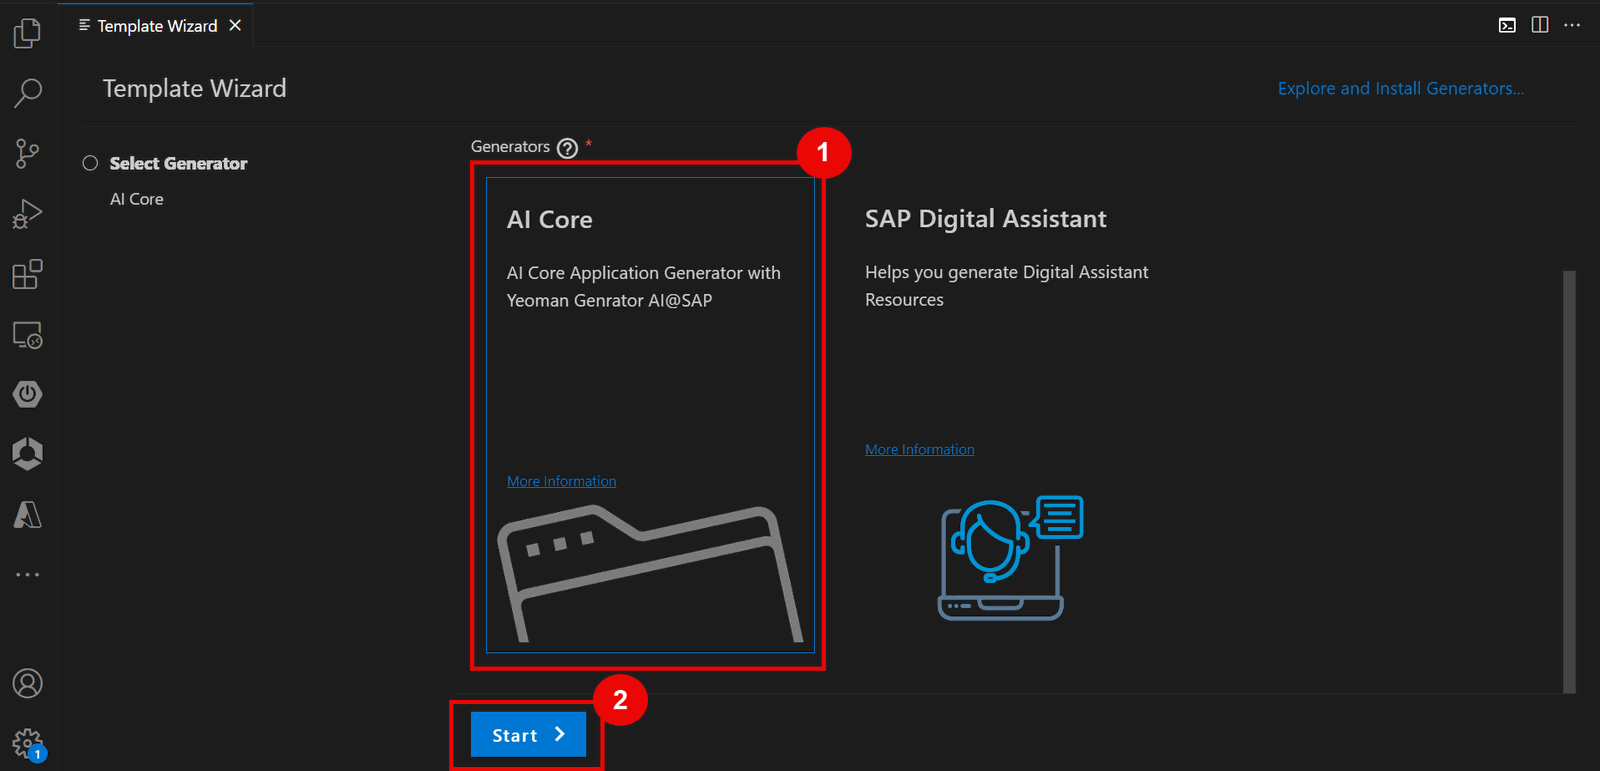 Template Wizard
Template Wizard
Explore and Install Generators...
Select Generator
AI Core
Generators ? *
1
AI Core
AI Core Application Generator with
Yeoman Genrator AI@SAP
More Information
SAP Digital Assistant
Helps you generate Digital Assistant
Resources
More Information
2
Start
1